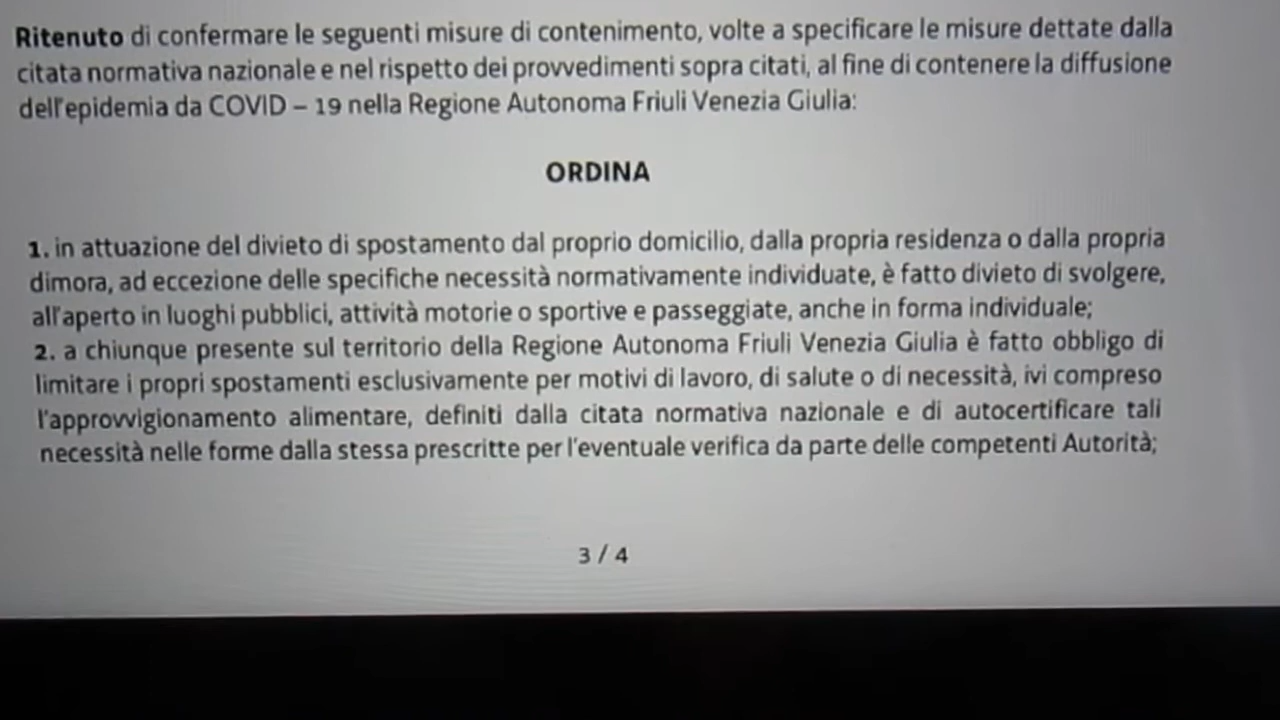 Ritenuto di confermare le seguenti misure di contenimento, volte a specificare le misure dettate dalla
citata normativa nazionale e nel rispetto dei provvedimenti sopra citati, al fine di contenere la diffusione
dell'epidemia da COVID – 19 nella Regione Autonoma Friuli Venezia Giulia:
ORDINA
1. in attuazione del divieto di spostamento dal proprio domicilio, dalla propria residenza o dalla propria
dimora, ad eccezione delle specifiche necessità normativamente individuate, è fatto divieto di svolgere,
all'aperto in luoghi pubblici, attività motorie o sportive e passeggiate, anche in forma individuale;
2. a chiunque presente sul territorio della Regione Autonoma Friuli Venezia Giulia è fatto obbligo di
limitare i propri spostamenti esclusivamente per motivi di lavoro, di salute o di necessità, ivi compreso
l'approvvigionamento alimentare, definiti dalla citata normativa nazionale e di autocertificare tali
necessità nelle forme dalla stessa prescritte per l'eventuale verifica da parte delle competenti Autorità;
3 / 4